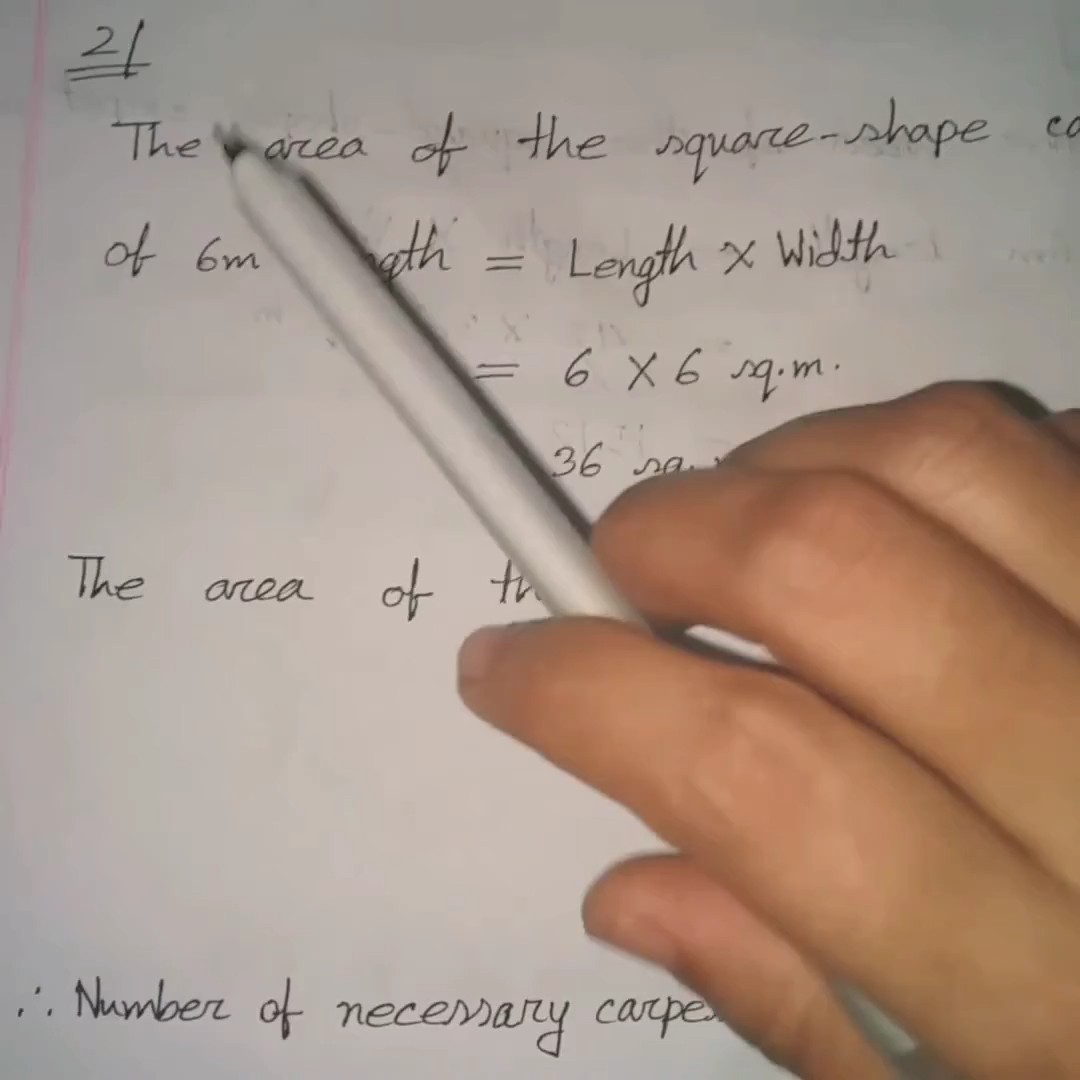 21
The area of the square-shape
of 6m = Length × Width
= 6 × 6 sq.m.
36
The area of
∴ Number of necessary